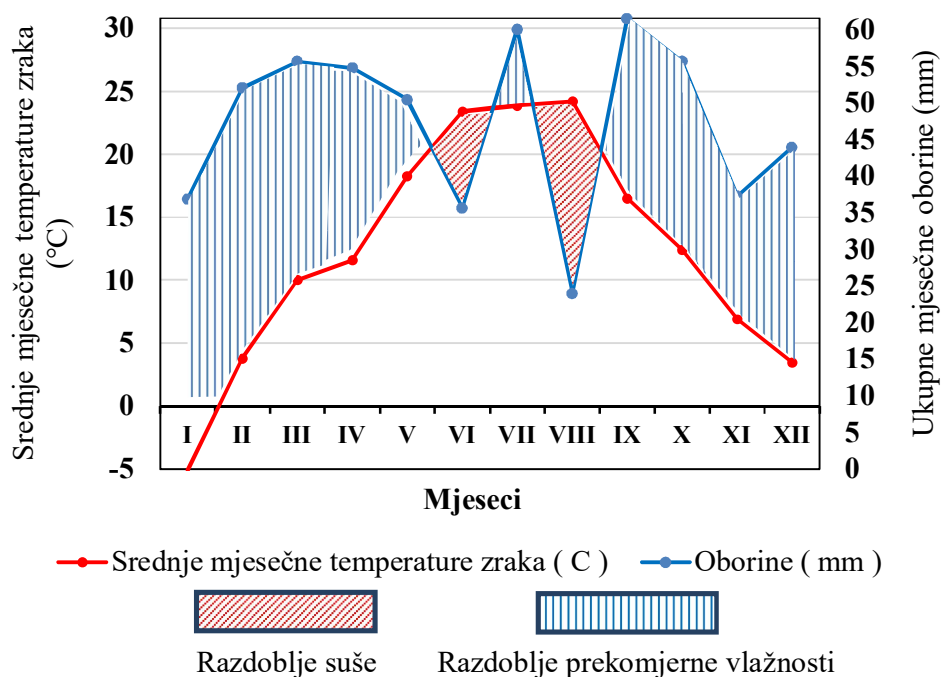 Srednje mjesečne temperature zraka
(°C)
30
25
20
15
10
5
0
-5
60
55
50
45
40
35
30
25
20
15
10
5
0
Ukupne mjesečne oborine (mm)
I II III IV V VI VII VIII IX X XI XII
Mjeseci
Srednje mjesečne temperature zraka ( C )
Oborine ( mm )
Razdoblje suše
Razdoblje prekomjerne vlažnosti